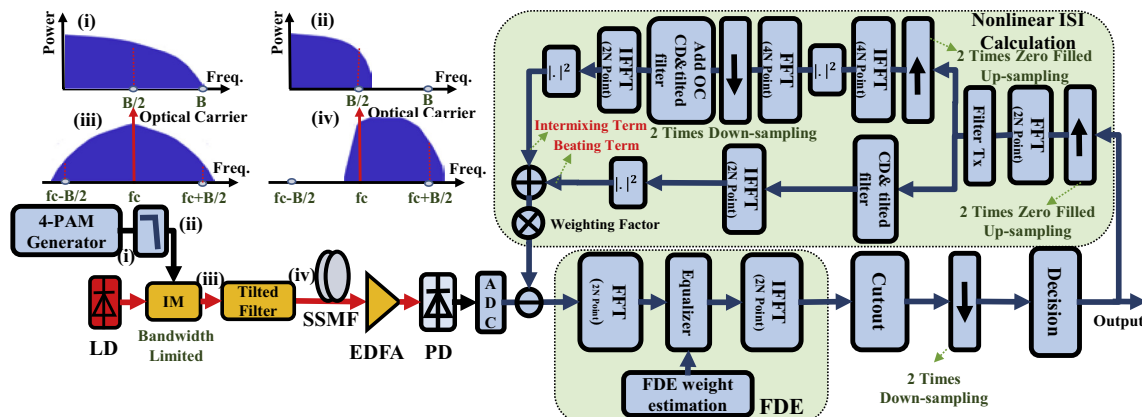 (i)
Power
Freq.
B/2
B
(ii)
Power
Freq.
B/2
B
(iii)
Optical Carrier
Freq.
fc-B/2
fc
fc+B/2
(iv)
Optical Carrier
Freq.
fc-B/2
fc
fc+B/2
Nonlinear ISI
Calculation
|.|²
IFFT
(2N Point)
Add OC
CD&tilted
filter
FFT
(4N Point)
|.|²
IFFT
(4N Point)
2 Times Zero Filled
Up-sampling
2 Times Down-sampling
Intermixing Term
Beating Term
|.|²
IFFT
(2N Point)
CD& tilted
filter
Filter Tx
FFT
(2N Point)
2 Times Zero Filled
Up-sampling
Weighting Factor
4-PAM
Generator
(i)
(ii)
LD
IM
Bandwidth
Limited
(iii)
Tilted
Filter
(iv)
SSMF
EDFA
PD
A
D
C
FFT
(2N Point)
Equalizer
IFFT
(2N Point)
FDE weight
estimation
FDE
Cutout
2 Times
Down-sampling
Decision
Output